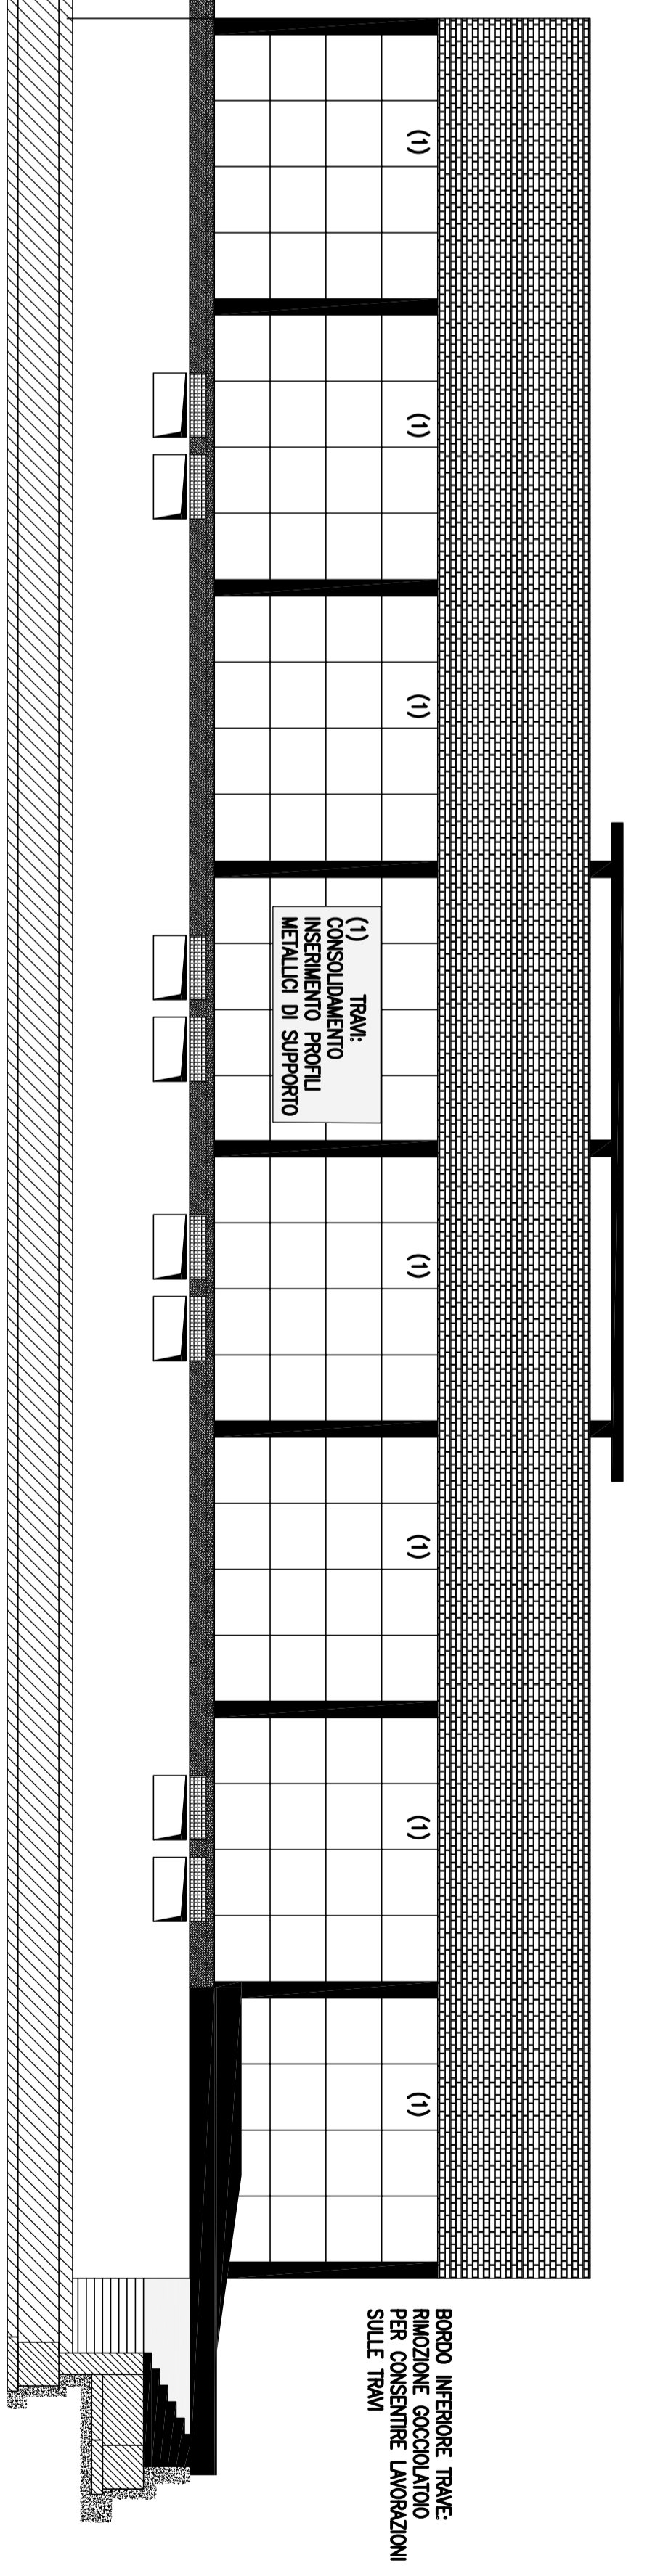 (1)
(1)
(1)
(1) TRAVI:
CONSOLIDAMENTO
INSERIMENTO PROFILI
METALLICI DI SUPPORTO
(1)
(1)
(1)
(1)
BORDO INFERIORE TRAVE:
RIMOZIONE GOCCIOLATOIO
PER CONSENTIRE LAVORAZIONI
SULLE TRAVI